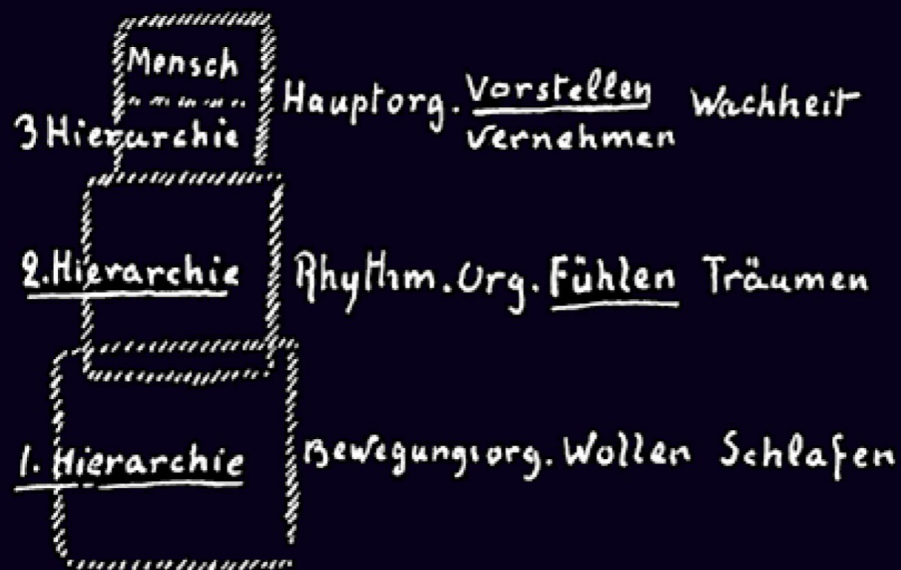 Mensch
3 Hierarchie Hauptorg. Vorstellen Wachheit
Vernehmen
2. Hierarchie Rhythm. Org. Fühlen Träumen
1. Hierarchie Bewegungsorg. Wollen Schlafen